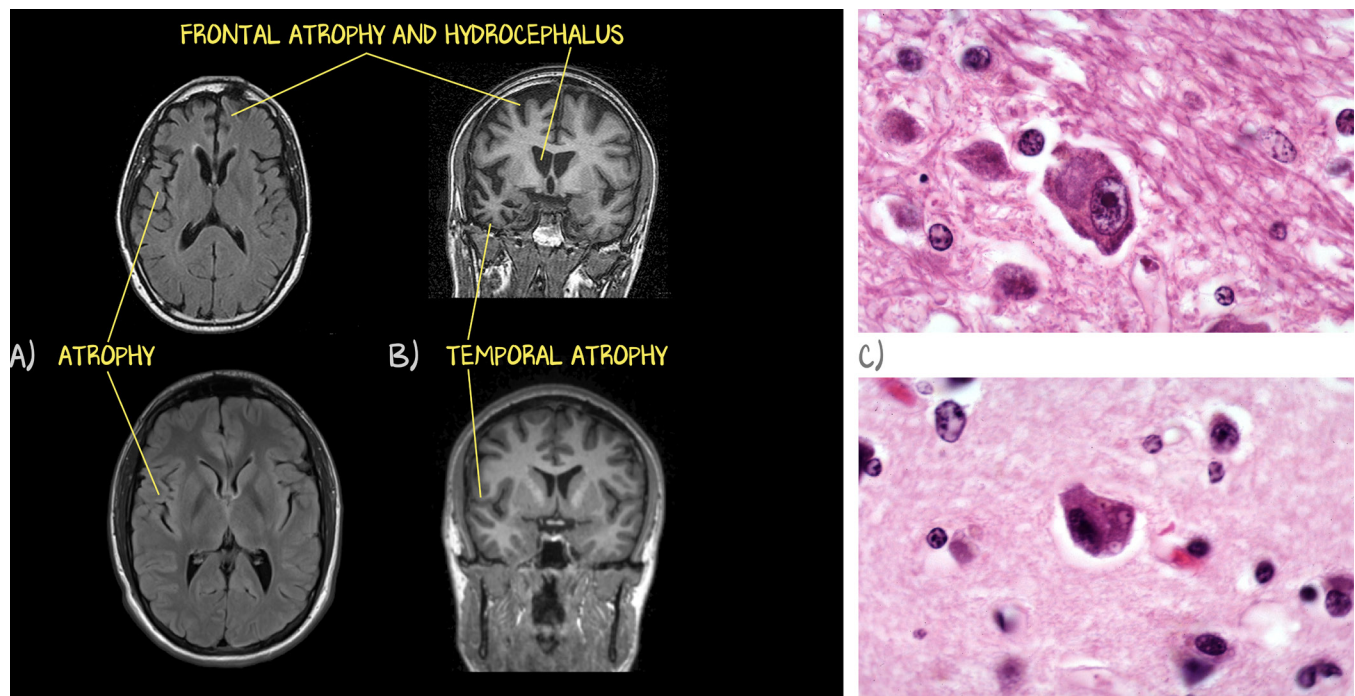 FRONTAL ATROPHY AND HYDROCEPHALUS
A) ATROPHY
B) TEMPORAL ATROPHY
C)